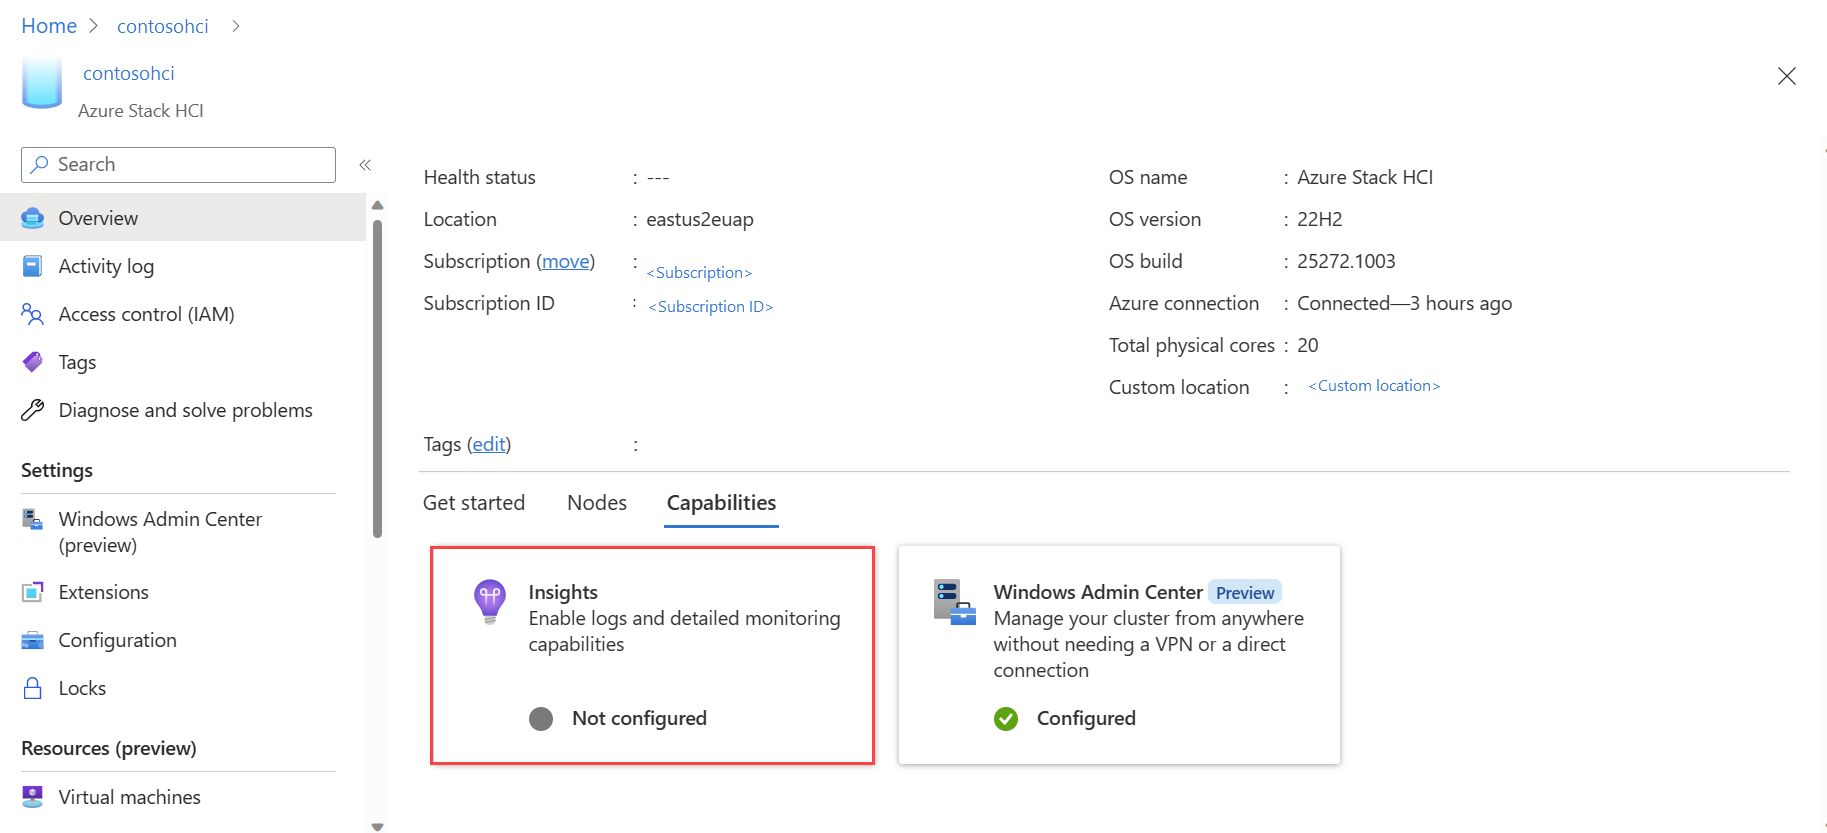 Home > contosohci >
contosohci
Azure Stack HCI
Search «
Overview
Activity log
Access control (IAM)
Tags
Diagnose and solve problems
Settings
Windows Admin Center
(preview)
Extensions
Configuration
Locks
Resources (preview)
Virtual machines
Health status : ---
Location : eastus2euap
Subscription (move) : <Subscription>
Subscription ID : <Subscription ID>
OS name : Azure Stack HCI
OS version : 22H2
OS build : 25272.1003
Azure connection : Connected—3 hours ago
Total physical cores : 20
Custom location : <Custom location>
Tags (edit) :
Get started Nodes Capabilities
Insights
Enable logs and detailed monitoring
capabilities
Not configured
Windows Admin Center Preview
Manage your cluster from anywhere
without needing a VPN or a direct
connection
Configured